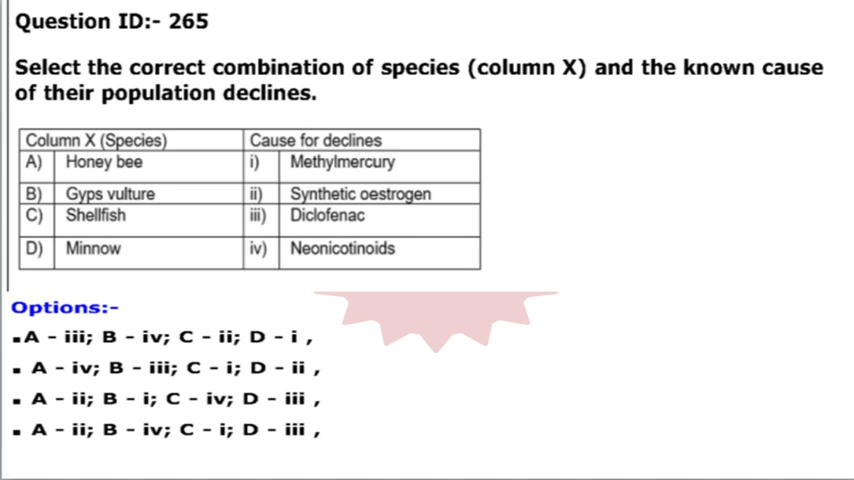 Question ID:- 265
Select the correct combination of species (column X) and the known cause
of their population declines.
Column X (Species) Cause for declines
A) Honey bee i) Methylmercury
B) Gyps vulture ii) Synthetic oestrogen
C) Shellfish iii) Diclofenac
D) Minnow iv) Neonicotinoids
Options:-
▪A - iii; B - iv; C - ii; D - i ,
▪ A - iv; B - iii; C - i; D - ii ,
▪ A - ii; B - i; C - iv; D - iii ,
▪ A - ii; B - iv; C - i; D - iii ,